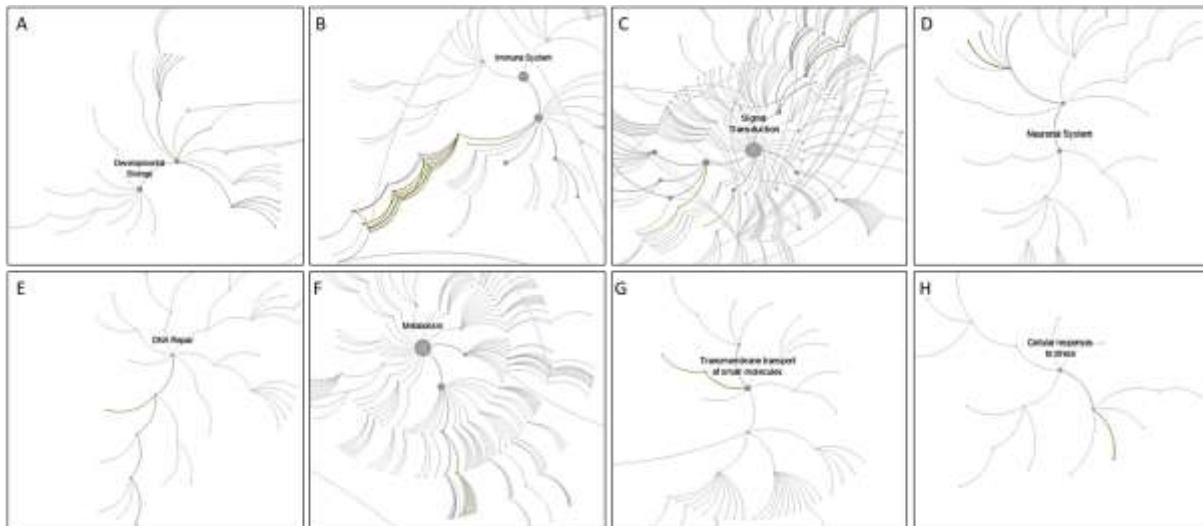 A
Developmental
Biology
B
Immune System
C
Signal
Transduction
D
Neuronal System
E
DNA Repair
F
Metabolism
G
Transmembrane transport
of small molecules
H
Cellular responses
to stress